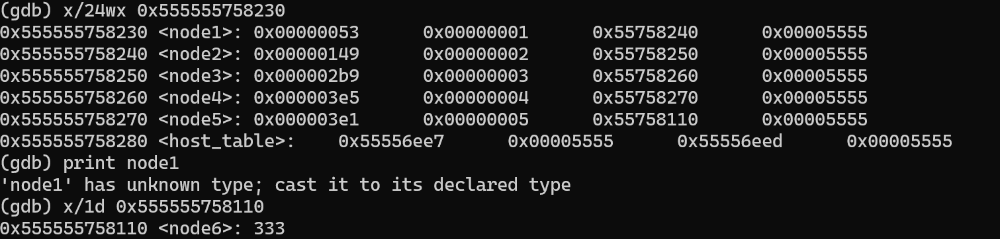 (gdb) x/24wx 0x555555758230
0x555555758230 <node1>: 0x00000053 0x00000001 0x55758240 0x00005555
0x555555758240 <node2>: 0x00000149 0x00000002 0x55758250 0x00005555
0x555555758250 <node3>: 0x000002b9 0x00000003 0x55758260 0x00005555
0x555555758260 <node4>: 0x000003e5 0x00000004 0x55758270 0x00005555
0x555555758270 <node5>: 0x000003e1 0x00000005 0x55758110 0x00005555
0x555555758280 <host_table>: 0x55556ee7 0x00005555 0x55556eed 0x00005555
(gdb) print node1
'node1' has unknown type; cast it to its declared type
(gdb) x/1d 0x555555758110
0x555555758110 <node6>: 333